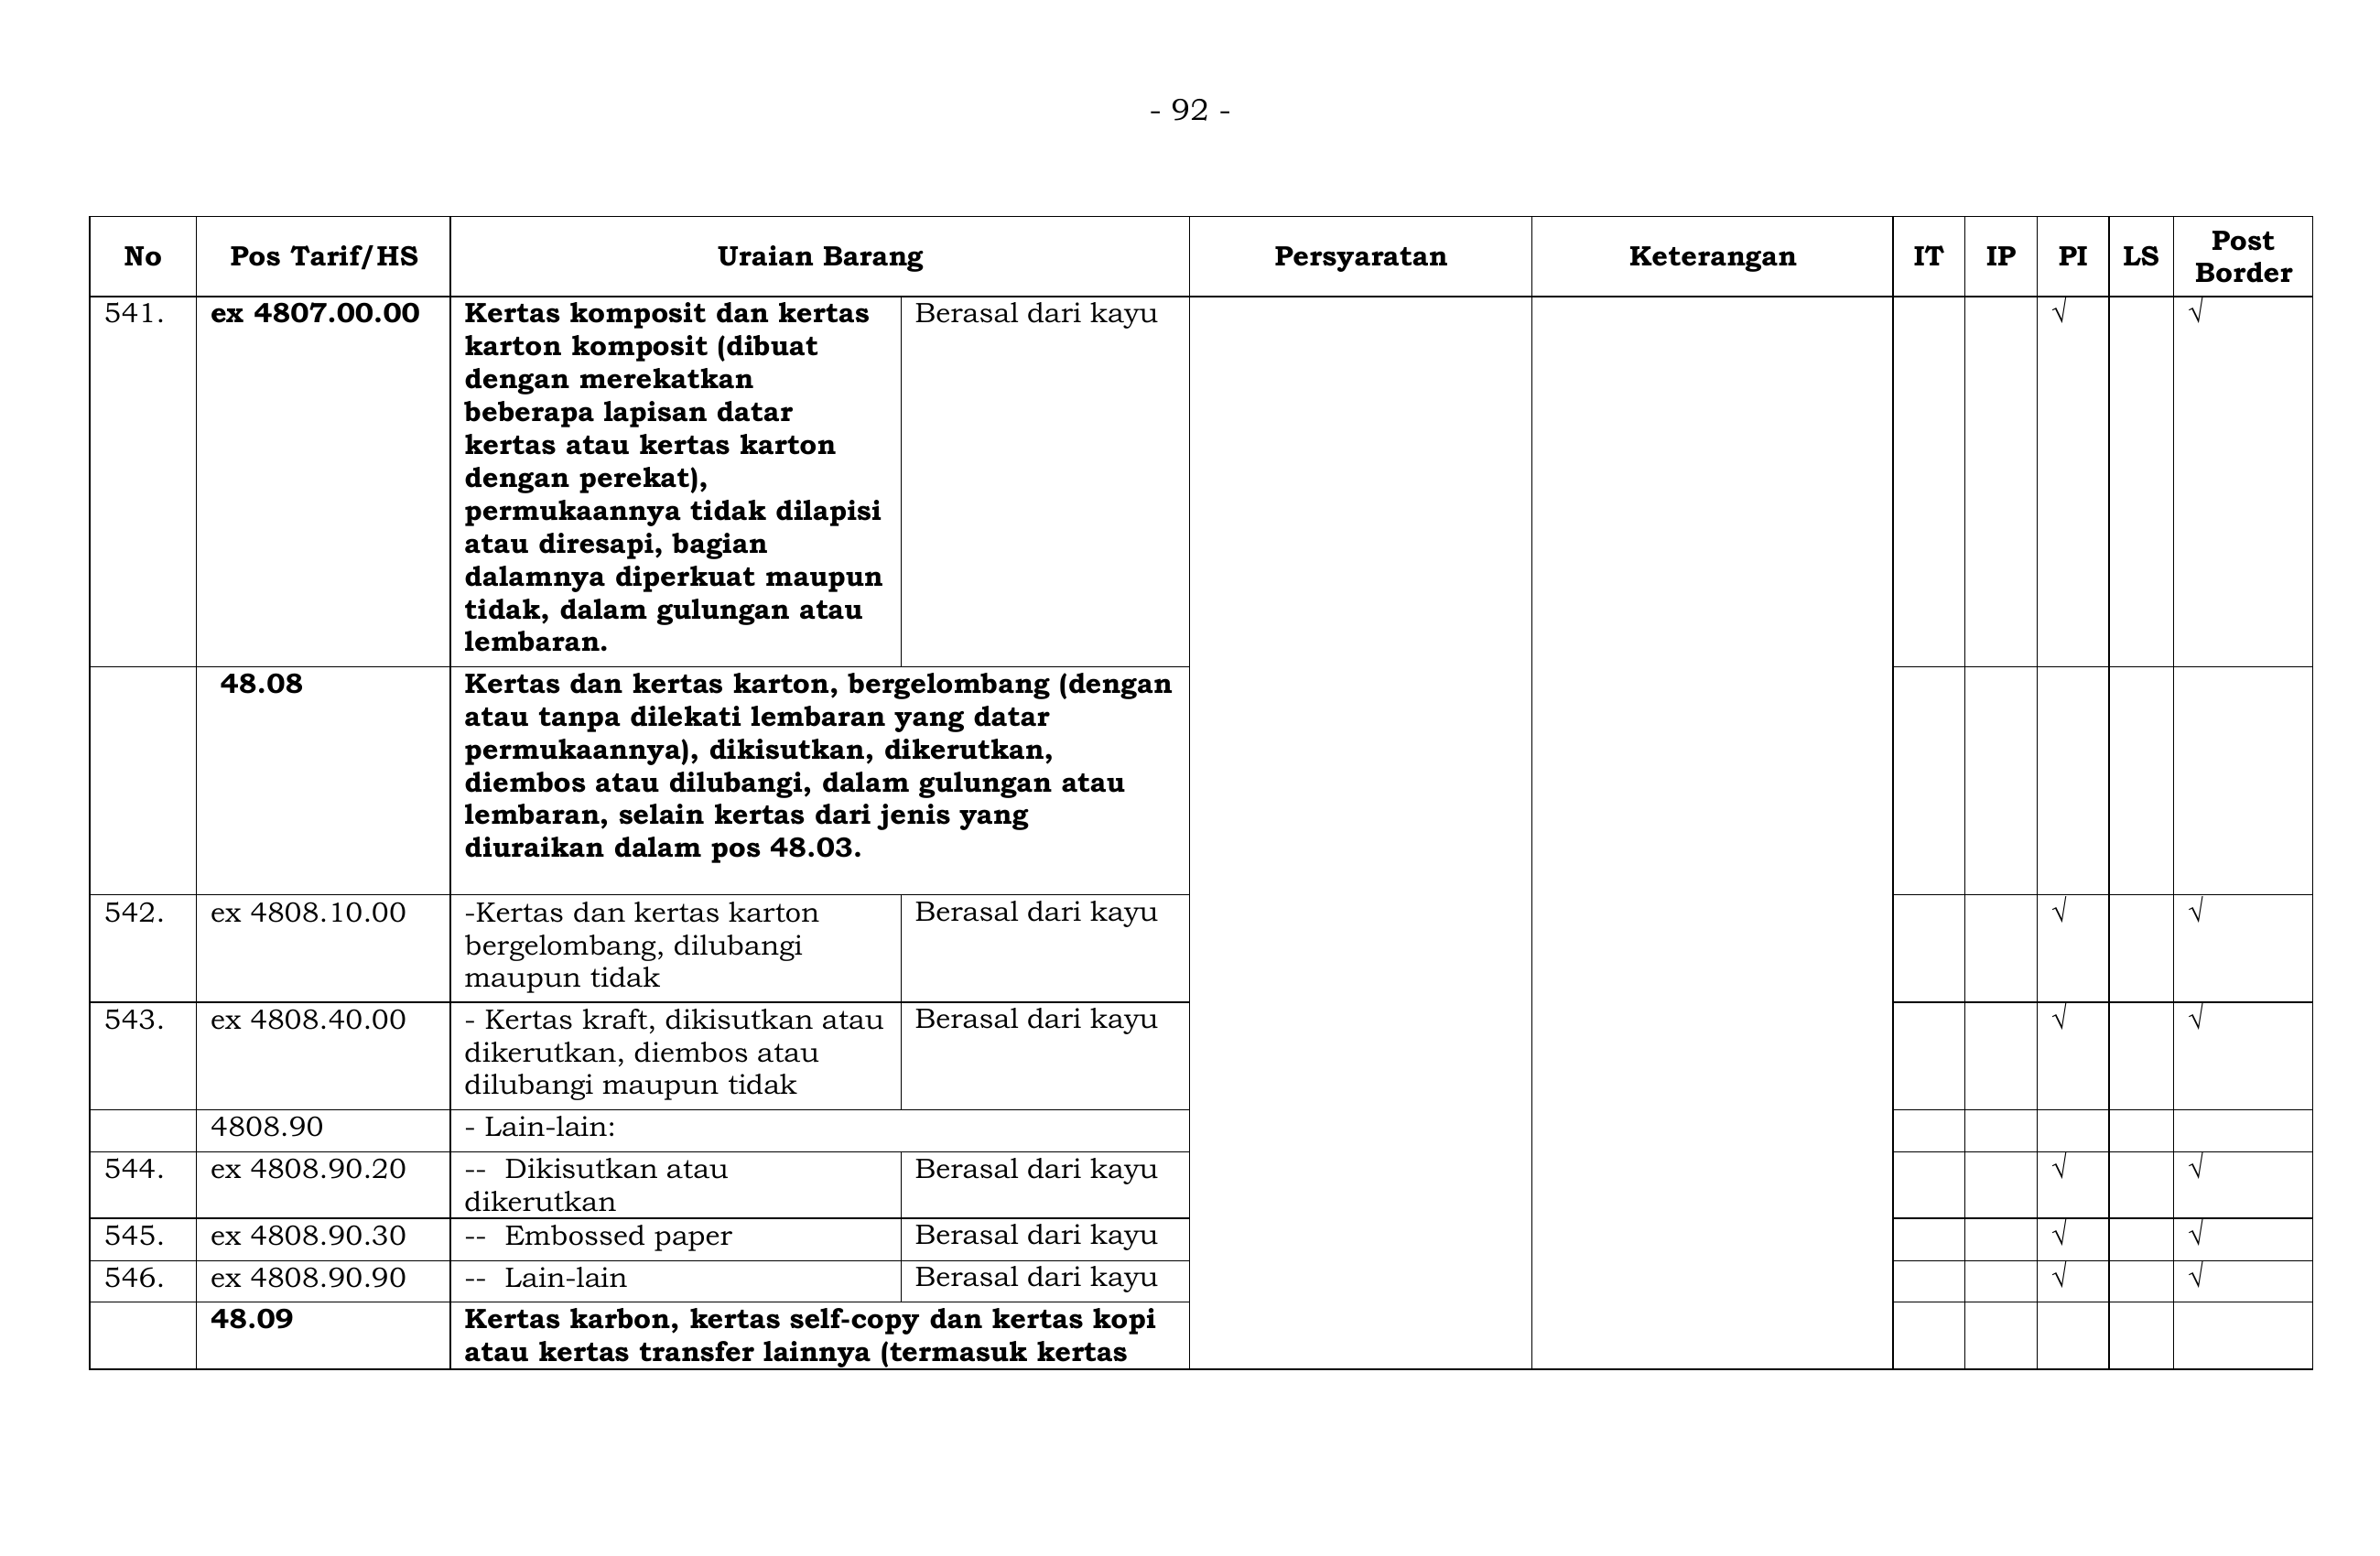 - 92 -
No Pos Tarif/HS Uraian Barang Persyaratan Keterangan IT IP PI LS Post Border
541. ex 4807.00.00 Kertas komposit dan kertas Berasal dari kayu √ √
karton komposit (dibuat
dengan merekatkan
beberapa lapisan datar
kertas atau kertas karton
dengan perekat),
permukaannya tidak dilapisi
atau diresapi, bagian
dalamnya diperkuat maupun
tidak, dalam gulungan atau
lembaran.
48.08 Kertas dan kertas karton, bergelombang (dengan
atau tanpa dilekati lembaran yang datar
permukaannya), dikisutkan, dikerutkan,
diembos atau dilubangi, dalam gulungan atau
lembaran, selain kertas dari jenis yang
diuraikan dalam pos 48.03.
542. ex 4808.10.00 -Kertas dan kertas karton Berasal dari kayu √ √
bergelombang, dilubangi
maupun tidak
543. ex 4808.40.00 - Kertas kraft, dikisutkan atau Berasal dari kayu √ √
dikerutkan, diembos atau
dilubangi maupun tidak
4808.90 - Lain-lain:
544. ex 4808.90.20 -- Dikisutkan atau Berasal dari kayu √ √
dikerutkan
545. ex 4808.90.30 -- Embossed paper Berasal dari kayu √ √
546. ex 4808.90.90 -- Lain-lain Berasal dari kayu √ √
48.09 Kertas karbon, kertas self-copy dan kertas kopi
atau kertas transfer lainnya (termasuk kertas